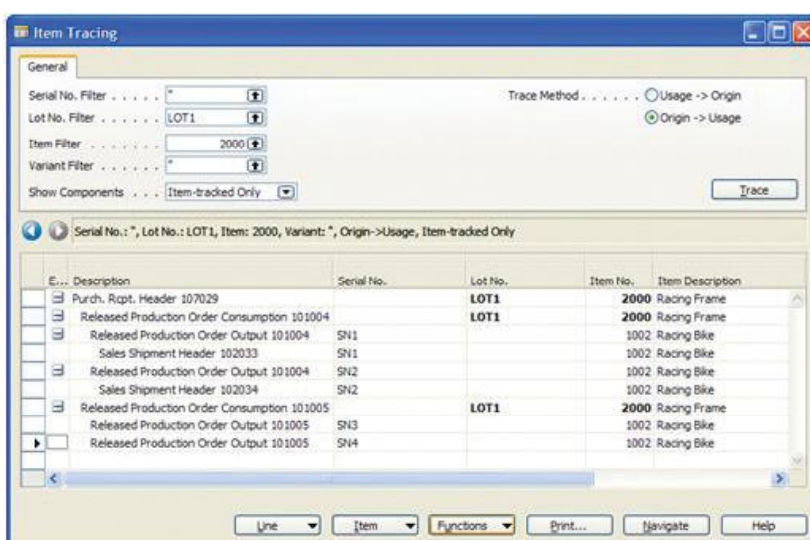 Item Tracing
General
Serial No. Filter . . . . . ''
Lot No. Filter . . . . . . LOT1
Item Filter . . . . . . . 2000
Variant Filter . . . . . ''
Show Components . . . Item-tracked Only
Trace Method . . . . . . Usage -> Origin
Origin -> Usage
Trace
Serial No.: '', Lot No.: LOT1, Item: 2000, Variant: '', Origin->Usage, Item-tracked Only
E... Description Serial No. Lot No. Item No. Item Description
Purch. Rcpt. Header 107029 LOT1 2000 Racing Frame
Released Production Order Consumption 101004 LOT1 2000 Racing Frame
Released Production Order Output 101004 SN1 1002 Racing Bike
Sales Shipment Header 102033 SN1 1002 Racing Bike
Released Production Order Output 101004 SN2 1002 Racing Bike
Sales Shipment Header 102034 SN2 1002 Racing Bike
Released Production Order Consumption 101005 LOT1 2000 Racing Frame
Released Production Order Output 101005 SN3 1002 Racing Bike
Released Production Order Output 101005 SN4 1002 Racing Bike
Line Item Functions Print... Navigate Help